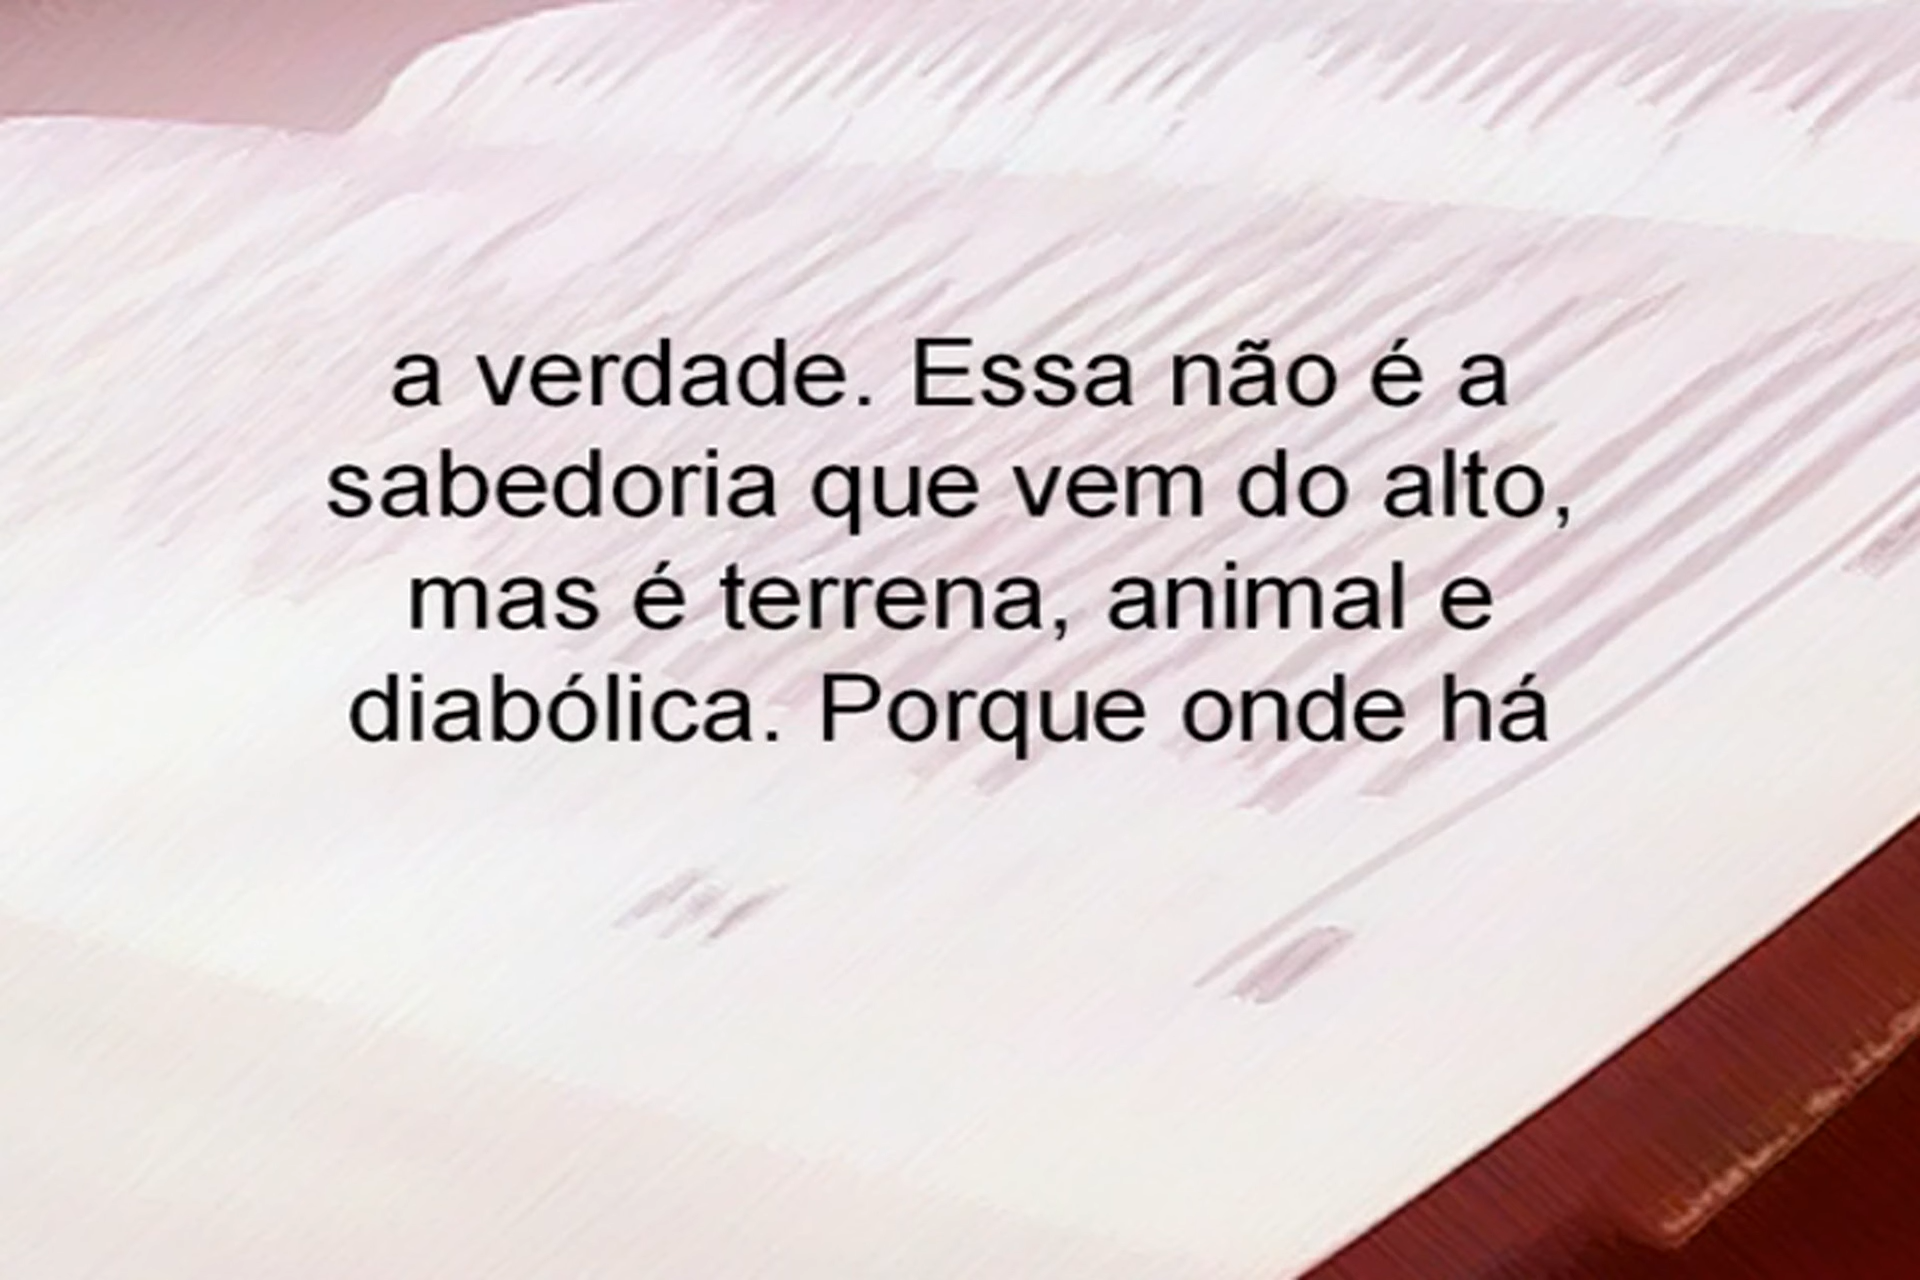 a verdade. Essa não é a
sabedoria que vem do alto,
mas é terrena, animal e
diabólica. Porque onde há